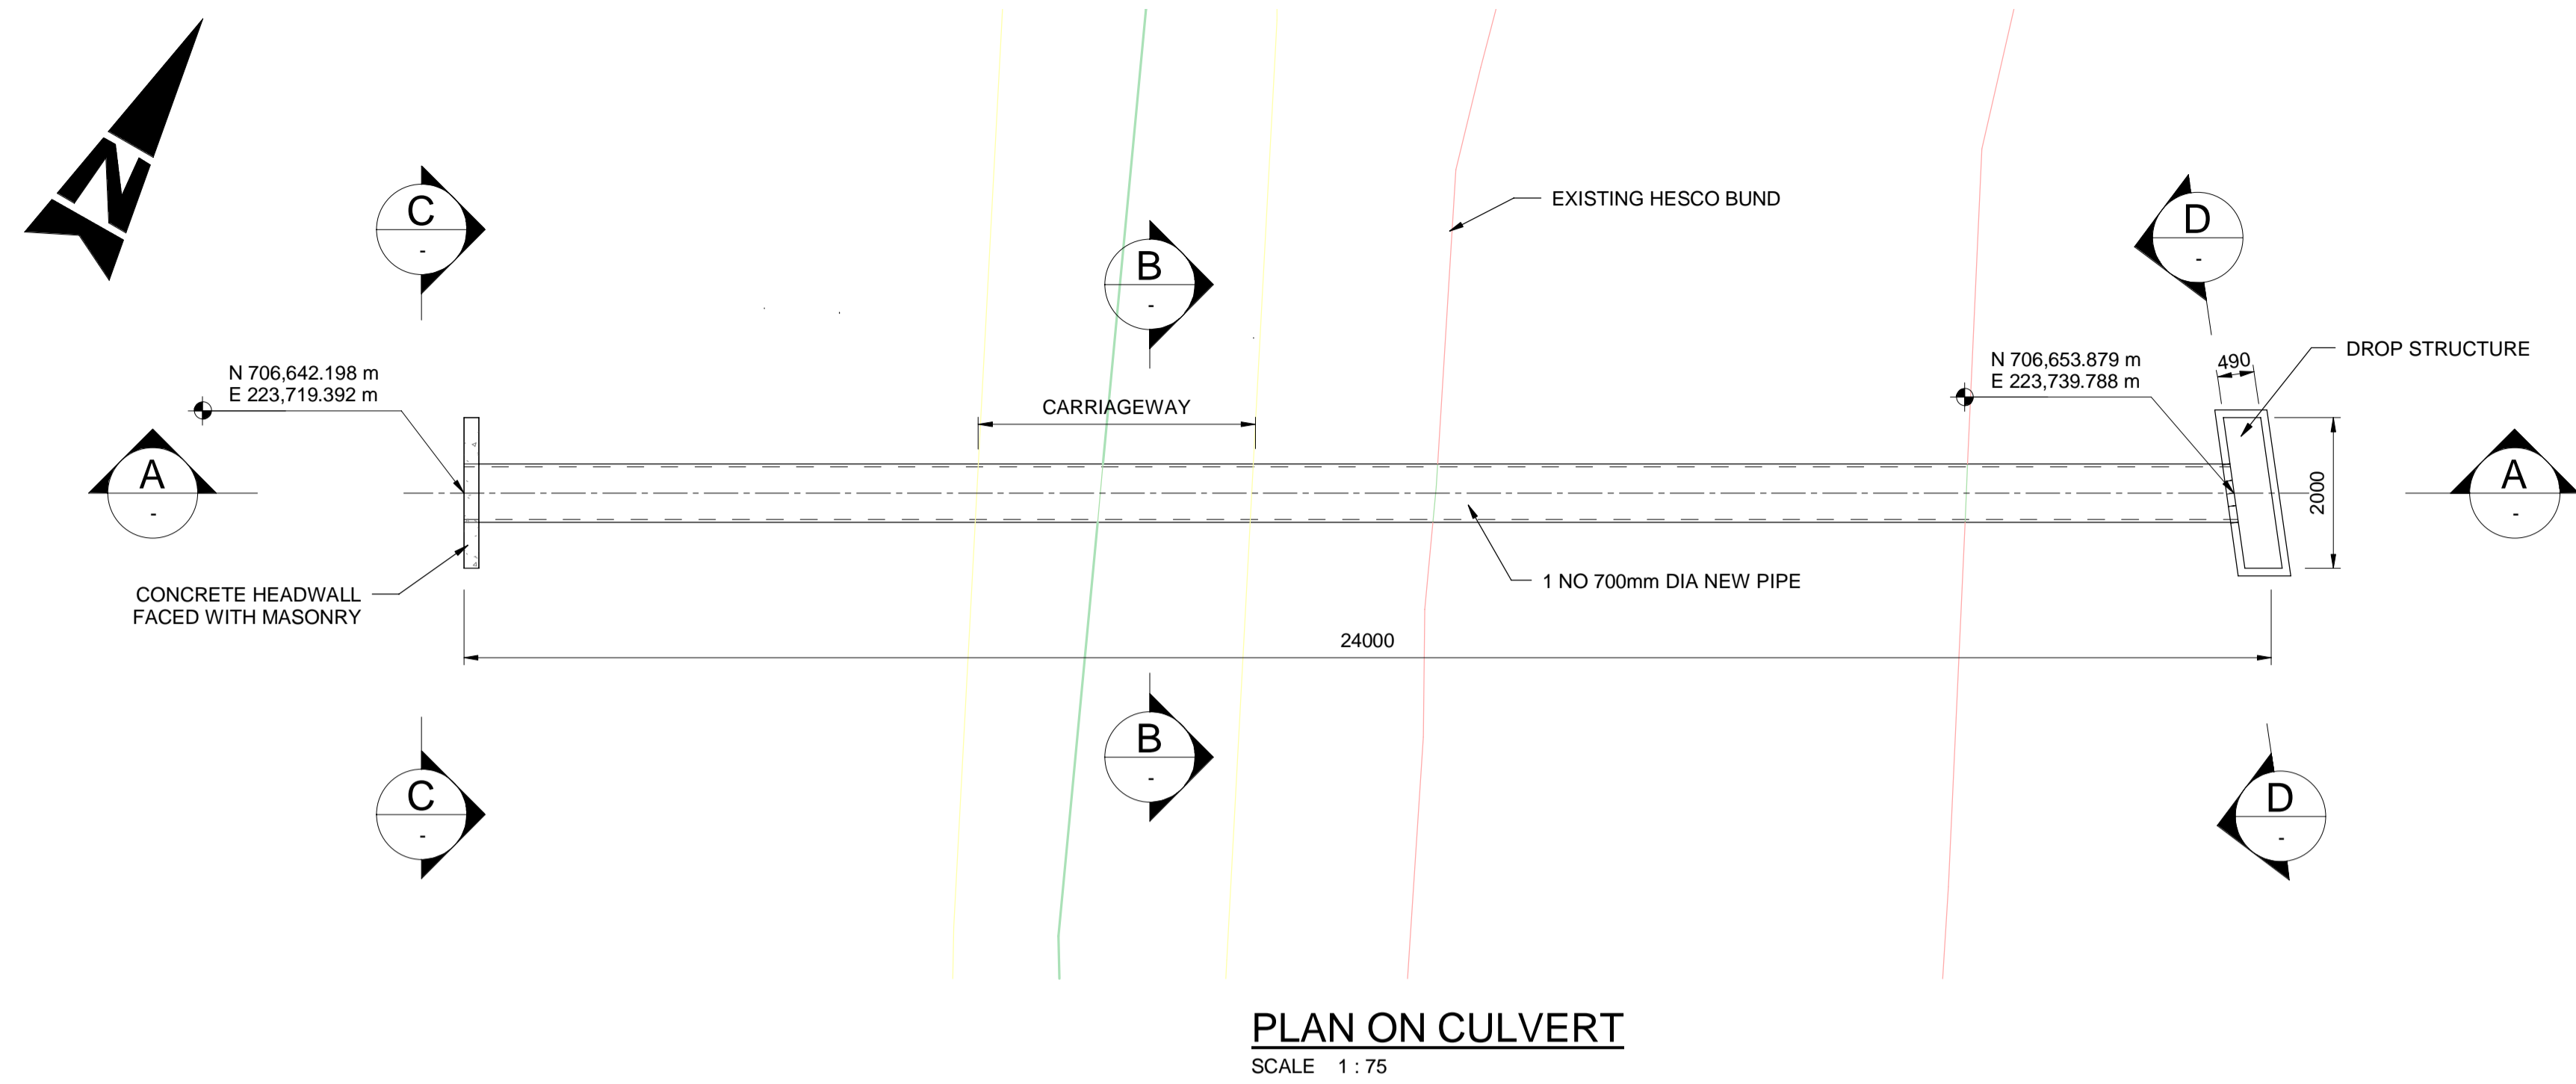 N
C
-
B
-
EXISTING HESCO BUND
D
-
N 706,642.198 m
E 223,719.392 m
CARRIAGEWAY
N 706,653.879 m
E 223,739.788 m
490
DROP STRUCTURE
A
-
2000
A
-
CONCRETE HEADWALL
FACED WITH MASONRY
1 NO 700mm DIA NEW PIPE
24000
C
-
B
-
D
-
PLAN ON CULVERT
SCALE 1 : 75